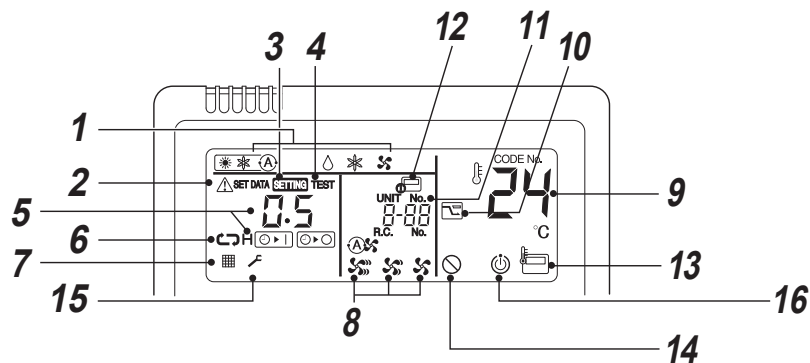 3 4 12 11 10
1
CODE No.
2 SET DATA SETTING TEST
UNIT No.
24 9
5 0.5 8-88
R.C. No.
6 H °C
A
7 13
15 8 14 16